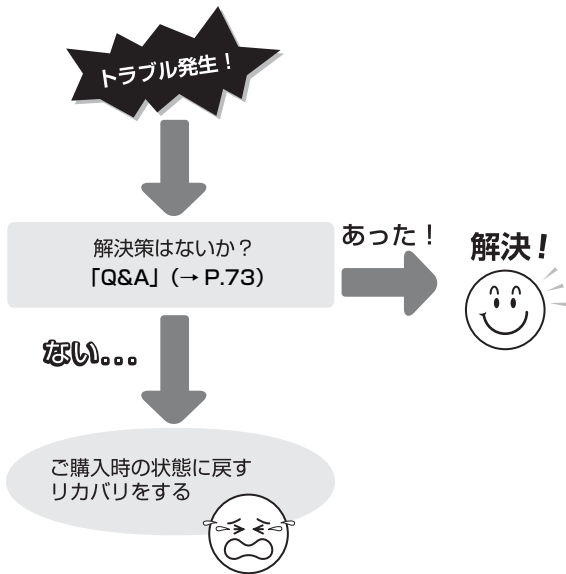 トラブル発生！
解決策はないか？
「Q&A」（→ P.73）
あった！
解決！
ない...
ご購入時の状態に戻す
リカバリをする